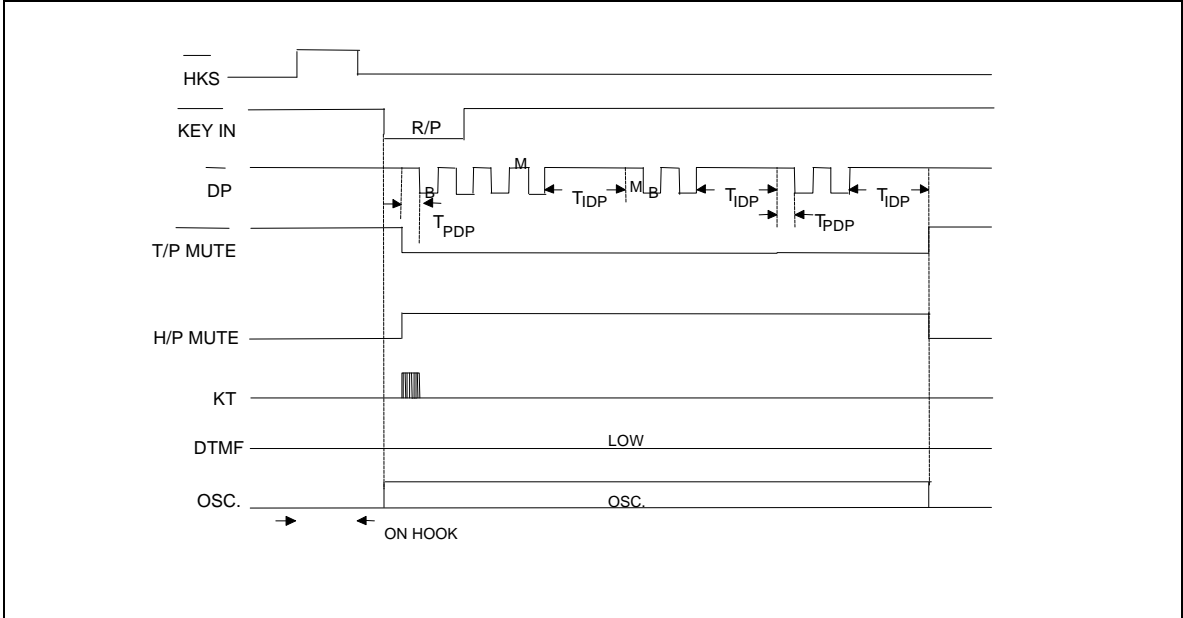 HKS
KEY IN R/P
DP B M T_IDP M B T_IDP T_IDP
T_PDP T_PDP
T/P MUTE
H/P MUTE
KT
DTMF LOW
OSC. OSC.
ON HOOK